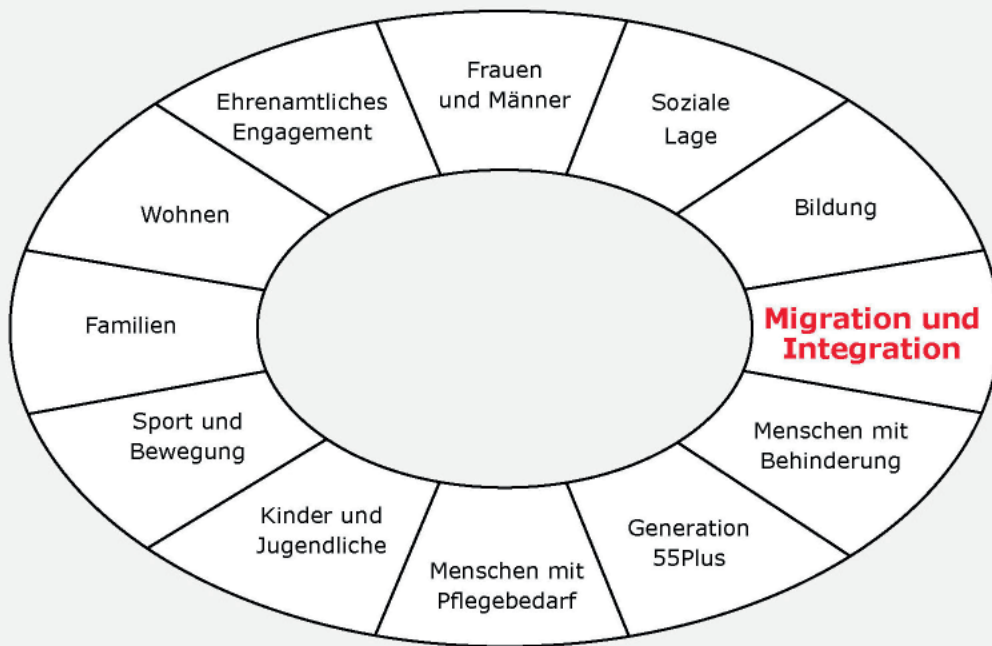 Frauen
und Männer
Soziale
Lage
Bildung
Migration und
Integration
Menschen mit
Behinderung
Generation
55Plus
Menschen mit
Pflegebedarf
Kinder und
Jugendliche
Sport und
Bewegung
Familien
Wohnen
Ehrenamtliches
Engagement